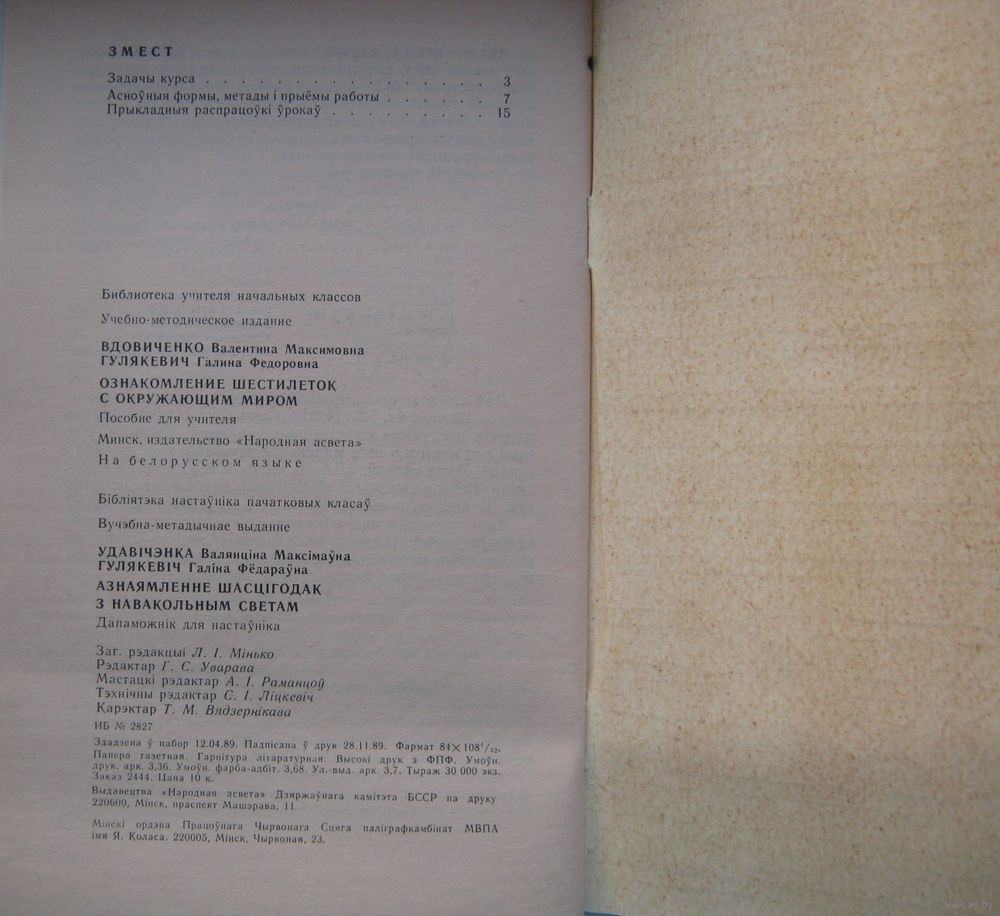 ЗМЕСТ
Задачы курса . . . . . . . . . . . . . . . . 3
Асноўныя формы, метады і прыёмы работы . . . . . . 7
Прыкладныя распрацоўкі ўрокаў . . . . . . . . . 15
Библиотека учителя начальных классов
Учебно-методическое издание
ВДОВИЧЕНКО Валентина Максимовна
ГУЛЯКЕВИЧ Галина Федоровна
ОЗНАКОМЛЕНИЕ ШЕСТИЛЕТОК
С ОКРУЖАЮЩИМ МИРОМ
Пособие для учителя
Минск, издательство «Народная асвета»
На белорусском языке
Бібліятэка настаўніка пачатковых класаў
Вучэбна-метадычнае выданне
УДАВІЧЭНКА Валянціна Максімаўна
ГУЛЯКЕВІЧ Галіна Фёдараўна
АЗНАЯМЛЕННЕ ШАСЦІГОДАК
З НАВАКОЛЬНЫМ СВЕТАМ
Дапаможнік для настаўніка
Заг. рэдакцыі Л. І. Мінько
Рэдактар Г. С. Уварава
Мастацкі рэдактар А. І. Раманцоў
Тэхнічны рэдактар С. І. Ліцкевіч
Карэктар Т. М. Вядзернікава
ИБ № 2827
Здадзена ў набор 12.04.89. Падпісана ў друк 28.11.89. Фармат 84×108¹/₃₂.
Папера газетная. Гарнітура літаратурная. Высокі друк з ФПФ. Умоўн.
друк. арк. 3,36. Умоўн. фарба-адбіт. 3,68. Ул.-выд. арк. 3,7. Тыраж 30 000 экз.
Заказ 2444. Цана 10 к.
Выдавецтва «Народная асвета» Дзяржаўнага камітэта БССР па друку
220600, Мінск, праспект Машэрава, 11
Мінскі ордэна Працоўнага Чырвонага Сцяга паліграфкамбінат МВПА
імя Я. Коласа. 220005, Мінск, Чырвоная, 23.
www.ay.by